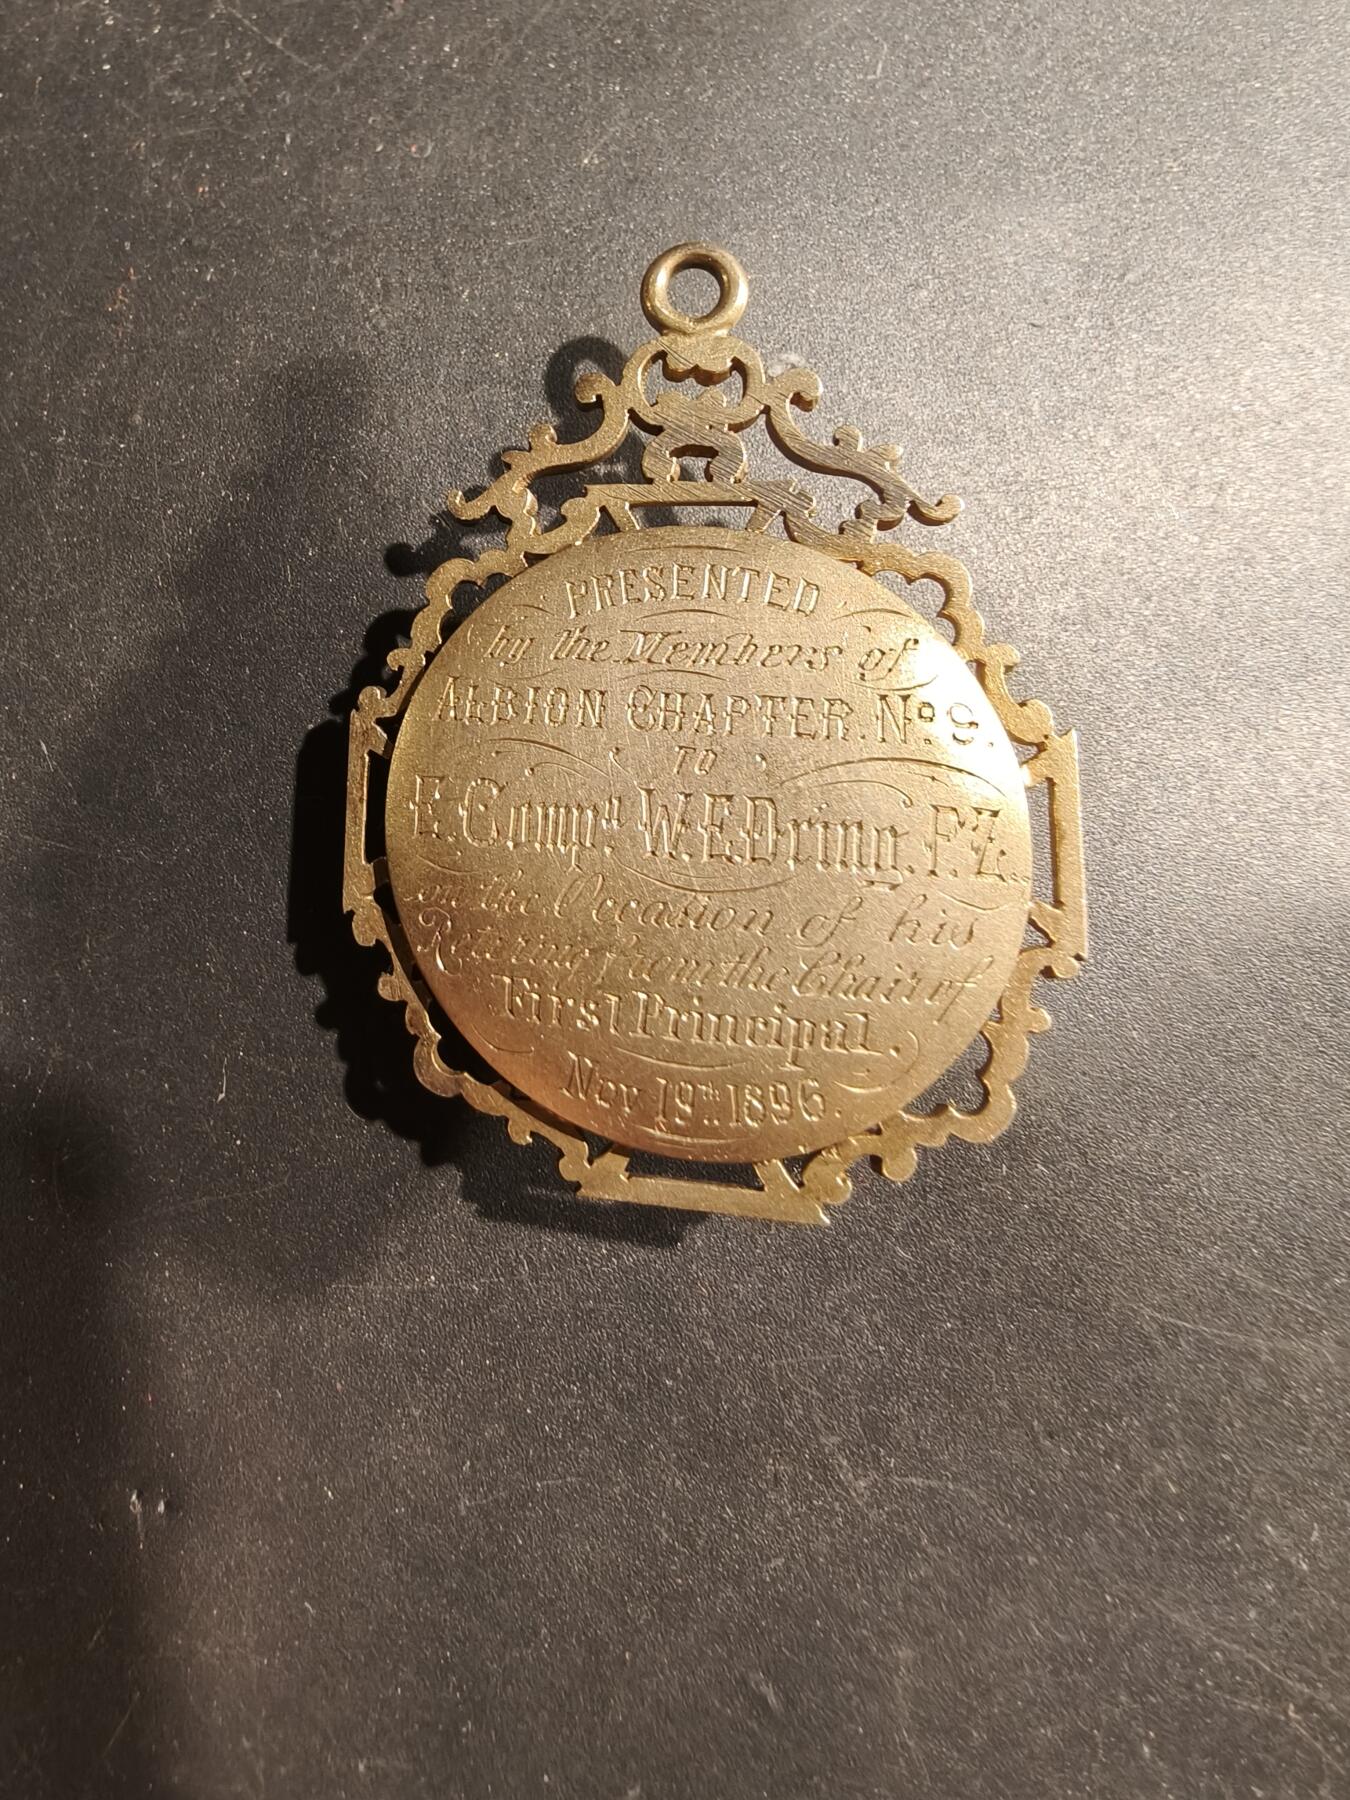 PRESENTED
by the Members of
ALBION CHAPTER. No. 9.
TO
E. Compn. W.E.Dring. P.Z.
on the Occasion of his
Retiring from the Chair of
First Principal.
Nov 19th. 1896.